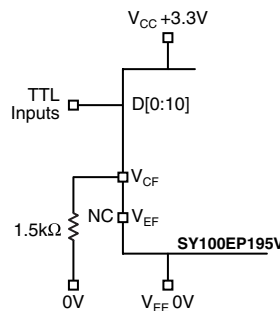 VCC +3.3V
TTL
Inputs
D[0:10]
VCF
1.5kΩ
NC
VEF
SY100EP195V
0V
VEE 0V